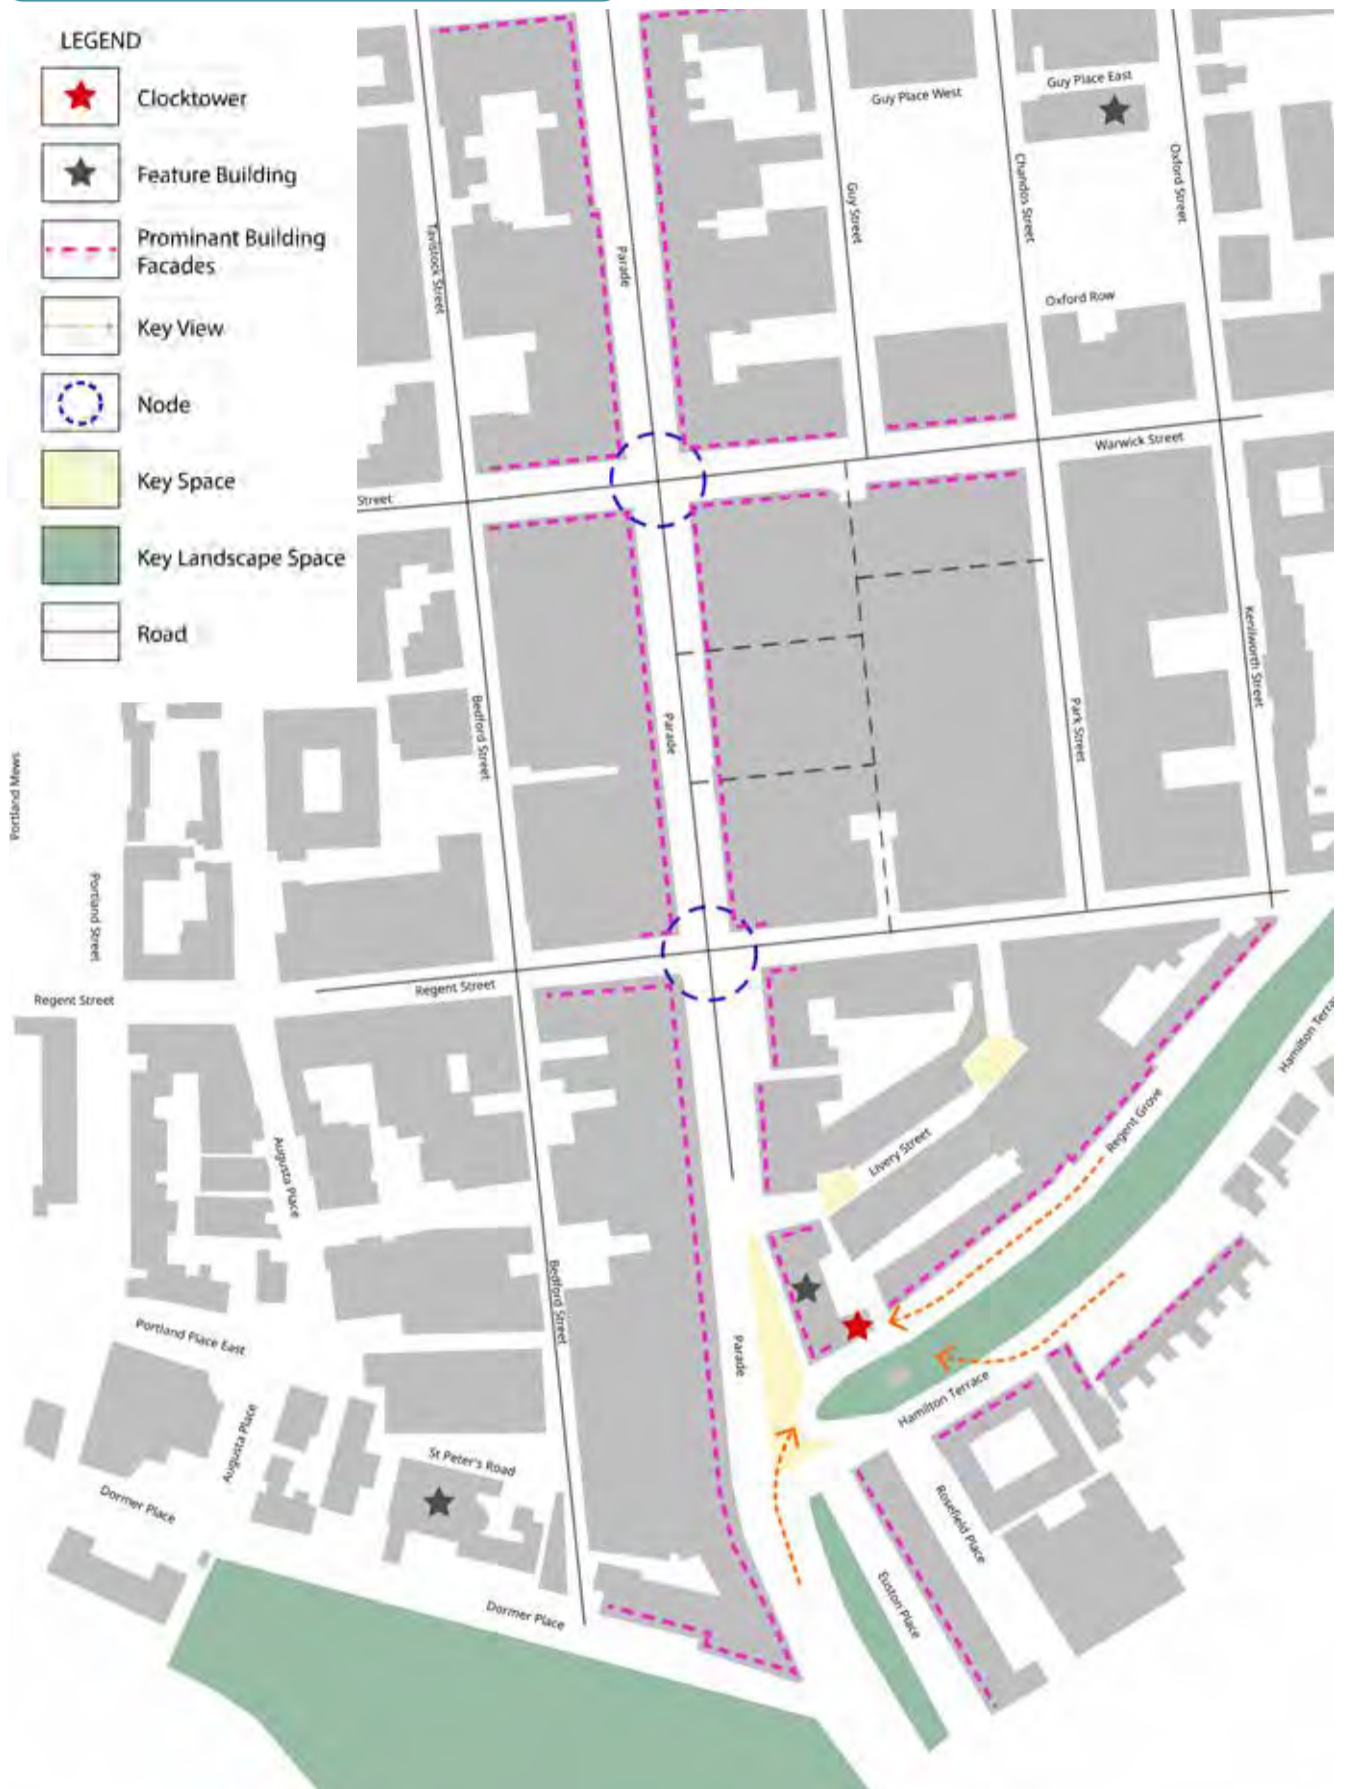 LEGEND
Clocktower
Feature Building
Prominant Building
Facades
Key View
Node
Key Space
Key Landscape Space
Road
Guy Place East
Guy Place West
Oxford Street
Chandos Street
Guy Street
Tavistock Street
Parade
Oxford Row
Warwick Street
Street
Kenilworth Street
Bedford Street
Park Street
Parade
Portland Mews
Portland Street
Regent Street
Regent Street
Hamilton Terra
Regent Grove
Livery Street
Augusta Place
Bedford Street
Portland Place East
Parade
Hamilton Terrace
Augusta Place
St Peter's Road
Dormer Place
Rosefield Place
Euston Place
Dormer Place